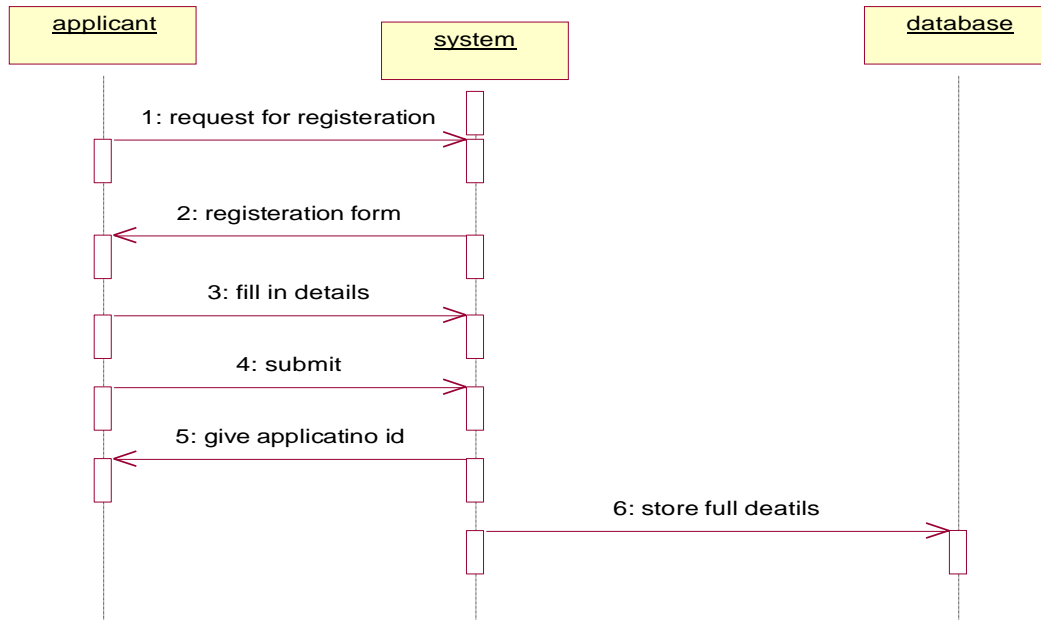 applicant
system
database
1: request for registeration
2: registeration form
3: fill in details
4: submit
5: give applicatino id
6: store full deatils